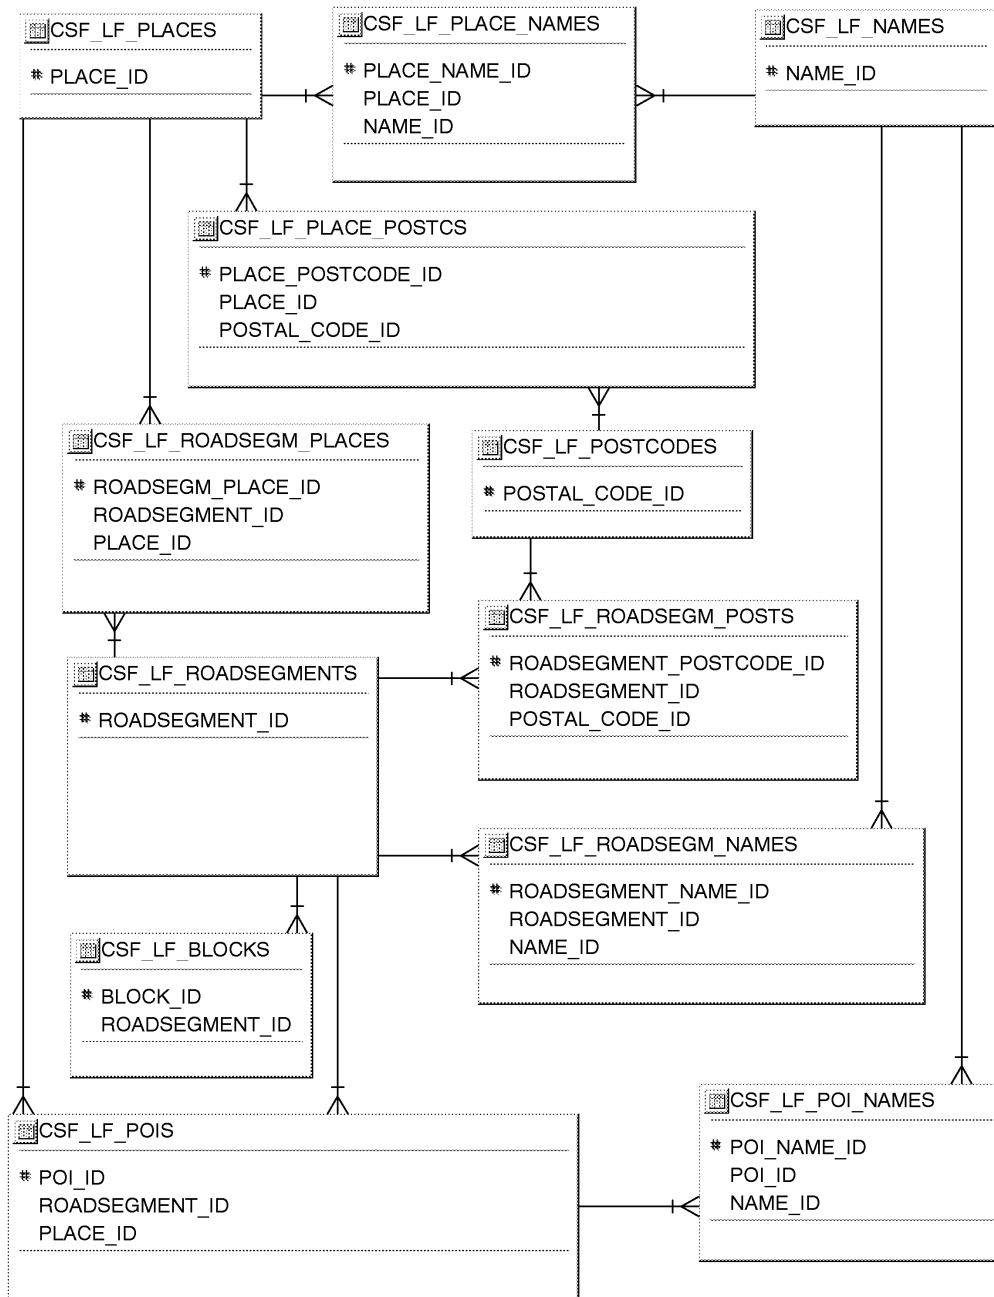 CSF_LF_PLACES
# PLACE_ID
CSF_LF_PLACE_NAMES
# PLACE_NAME_ID
PLACE_ID
NAME_ID
CSF_LF_NAMES
# NAME_ID
CSF_LF_PLACE_POSTCS
# PLACE_POSTCODE_ID
PLACE_ID
POSTAL_CODE_ID
CSF_LF_ROADSEGM_PLACES
# ROADSEGM_PLACE_ID
ROADSEGMENT_ID
PLACE_ID
CSF_LF_POSTCODES
# POSTAL_CODE_ID
CSF_LF_ROADSEGM_POSTS
# ROADSEGMENT_POSTCODE_ID
ROADSEGMENT_ID
POSTAL_CODE_ID
CSF_LF_ROADSEGMENTS
# ROADSEGMENT_ID
CSF_LF_ROADSEGM_NAMES
# ROADSEGMENT_NAME_ID
ROADSEGMENT_ID
NAME_ID
CSF_LF_BLOCKS
# BLOCK_ID
ROADSEGMENT_ID
CSF_LF_POIS
# POI_ID
ROADSEGMENT_ID
PLACE_ID
CSF_LF_POI_NAMES
# POI_NAME_ID
POI_ID
NAME_ID